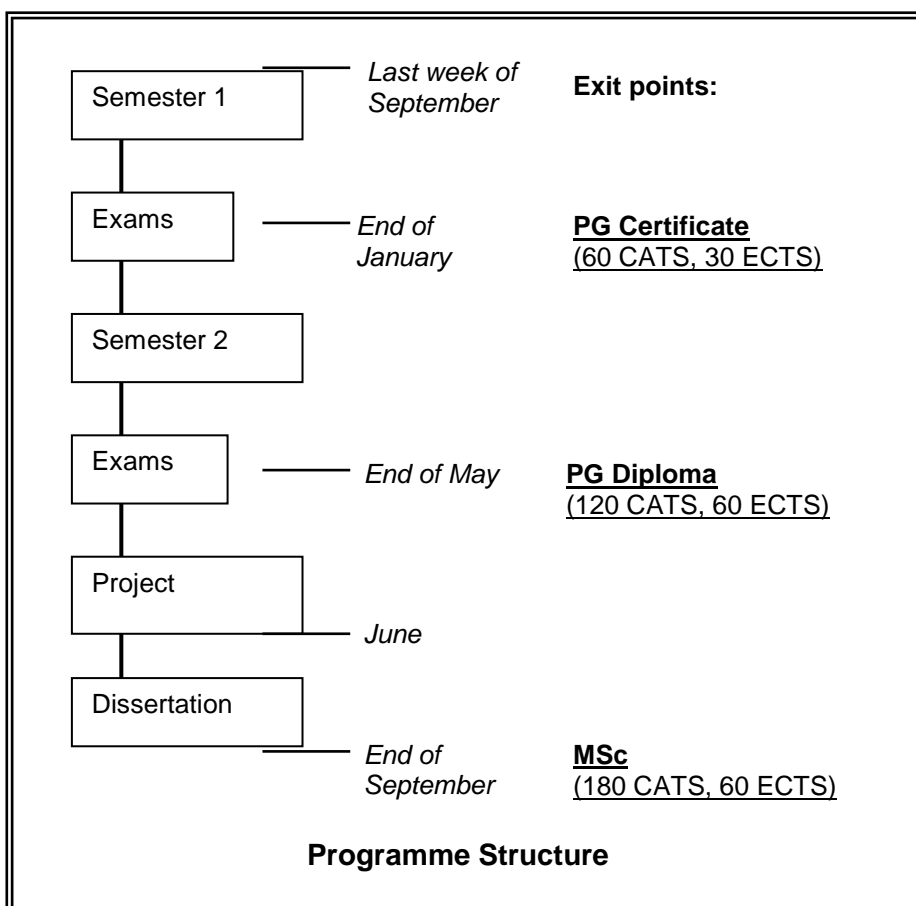 Semester 1
Last week of
September
Exit points:
Exams
End of
January
PG Certificate
(60 CATS, 30 ECTS)
Semester 2
Exams
End of May
PG Diploma
(120 CATS, 60 ECTS)
Project
June
Dissertation
End of
September
MSc
(180 CATS, 60 ECTS)
Programme Structure